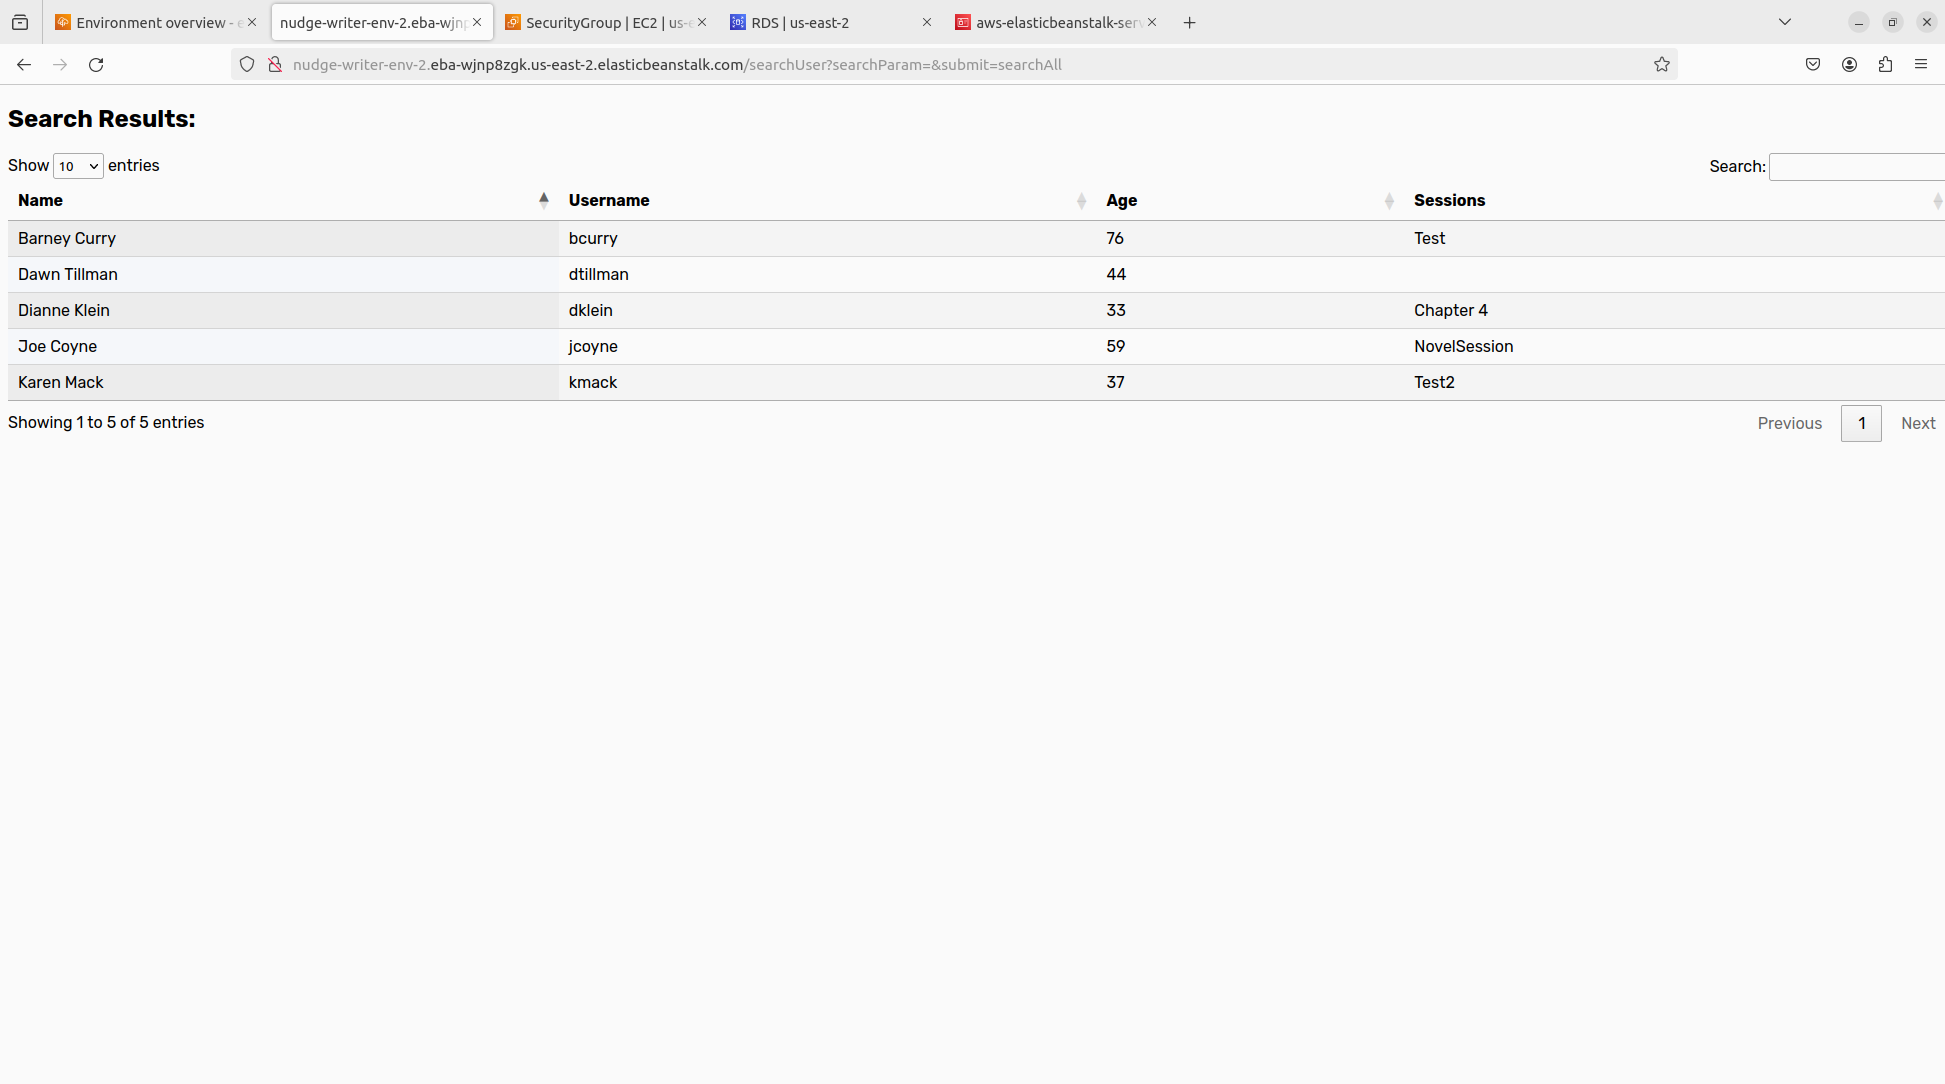 Environment overview - e
nudge-writer-env-2.eba-wjnp
SecurityGroup | EC2 | us-e
RDS | us-east-2
aws-elasticbeanstalk-serv
nudge-writer-env-2.eba-wjnp8zgk.us-east-2.elasticbeanstalk.com/searchUser?searchParam=&submit=searchAll
Search Results:
Show 10 entries
Search:
Name Username Age Sessions
Barney Curry bcurry 76 Test
Dawn Tillman dtillman 44
Dianne Klein dklein 33 Chapter 4
Joe Coyne jcoyne 59 NovelSession
Karen Mack kmack 37 Test2
Showing 1 to 5 of 5 entries
Previous 1 Next